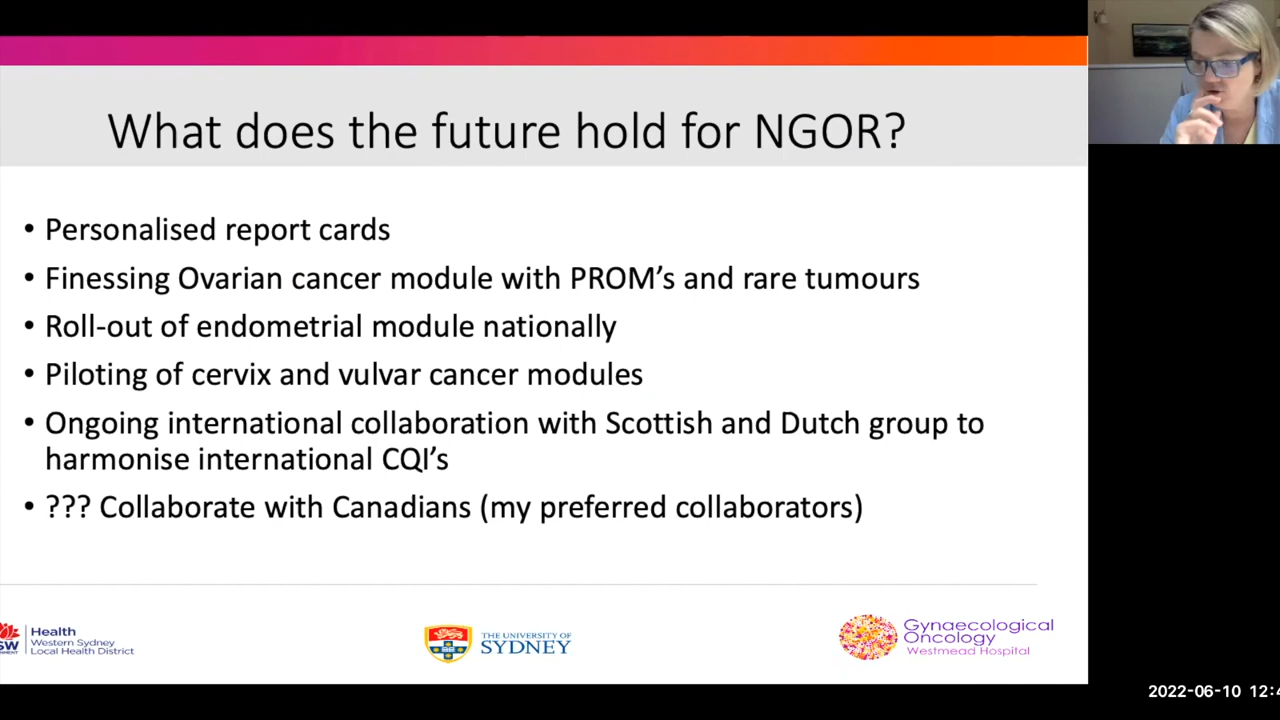 What does the future hold for NGOR?
• Personalised report cards
• Finessing Ovarian cancer module with PROM's and rare tumours
• Roll-out of endometrial module nationally
• Piloting of cervix and vulvar cancer modules
• Ongoing international collaboration with Scottish and Dutch group to
harmonise international CQI's
• ??? Collaborate with Canadians (my preferred collaborators)
Health
Western Sydney
Local Health District
THE UNIVERSITY OF
SYDNEY
Gynaecological
Oncology
Westmead Hospital
2022-06-10 12:4